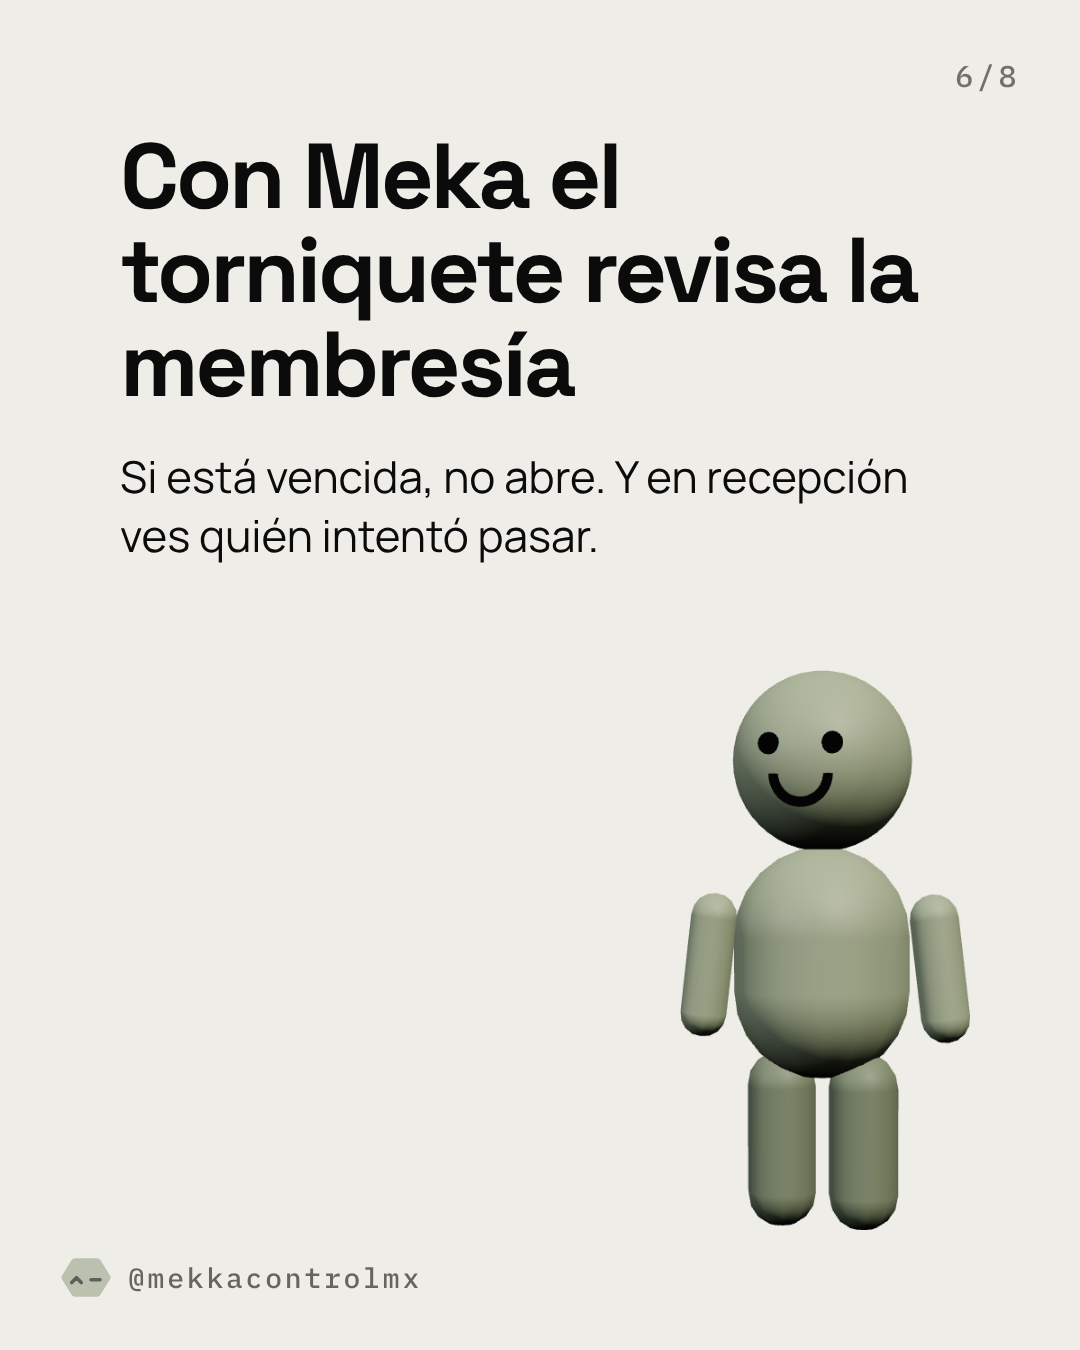 6/8
Con Meka el
torniquete revisa la
membresía
Si está vencida, no abre. Y en recepción
ves quién intentó pasar.
@mekkacontrolmx